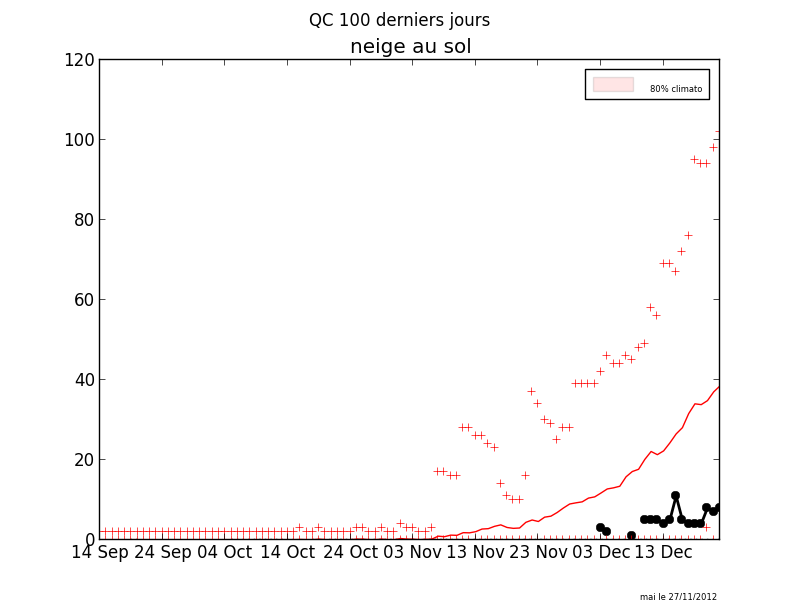 QC 100 derniers jours
neige au sol
120
80% climato
100
80
60
40
20
0
14 Sep 24 Sep 04 Oct 14 Oct 24 Oct 03 Nov 13 Nov 23 Nov 03 Dec 13 Dec
maj le 27/11/2012